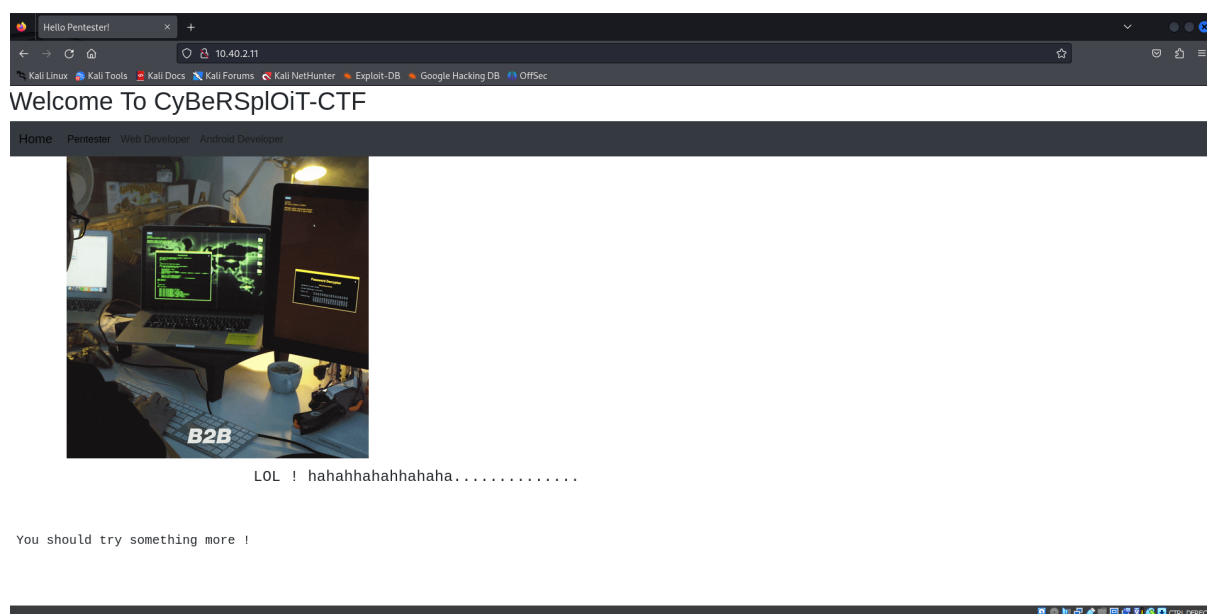 Hello Pentester!
10.40.2.11
Kali Linux Kali Tools Kali Docs Kali Forums Kali NetHunter Exploit-DB Google Hacking DB OffSec
Welcome To CyBeRSplOiT-CTF
Home Pentester Web Developer Android Developer
B2B
LOL ! hahahhahahhahaha..............
You should try something more !